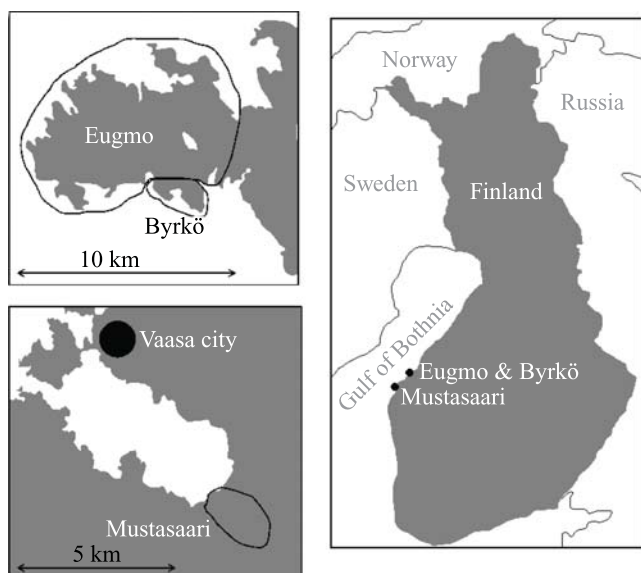 Eugmo
Byrkö
10 km
Vaasa city
Mustasaari
5 km
Norway
Russia
Sweden
Finland
Gulf of Bothnia
Eugmo & Byrkö
Mustasaari